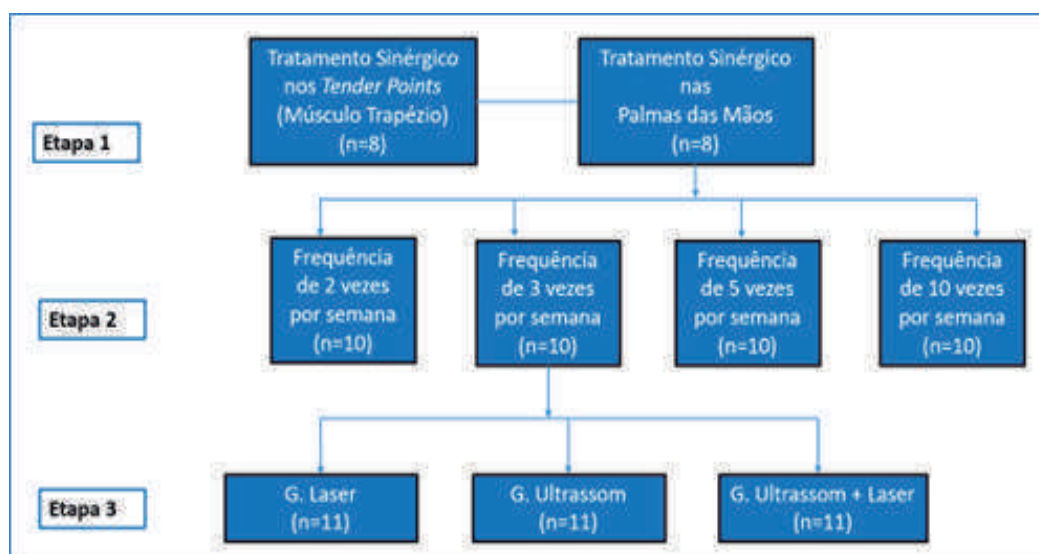 Etapa 1
Tratamento Sinérgico
nos Tender Points
(Músculo Trapézio)
(n=8)
Tratamento Sinérgico
nas
Palmas das Mãos
(n=8)
Etapa 2
Frequência
de 2 vezes
por semana
(n=10)
Frequência
de 3 vezes
por semana
(n=10)
Frequência
de 5 vezes
por semana
(n=10)
Frequência
de 10 vezes
por semana
(n=10)
Etapa 3
G. Laser
(n=11)
G. Ultrassom
(n=11)
G. Ultrassom + Laser
(n=11)